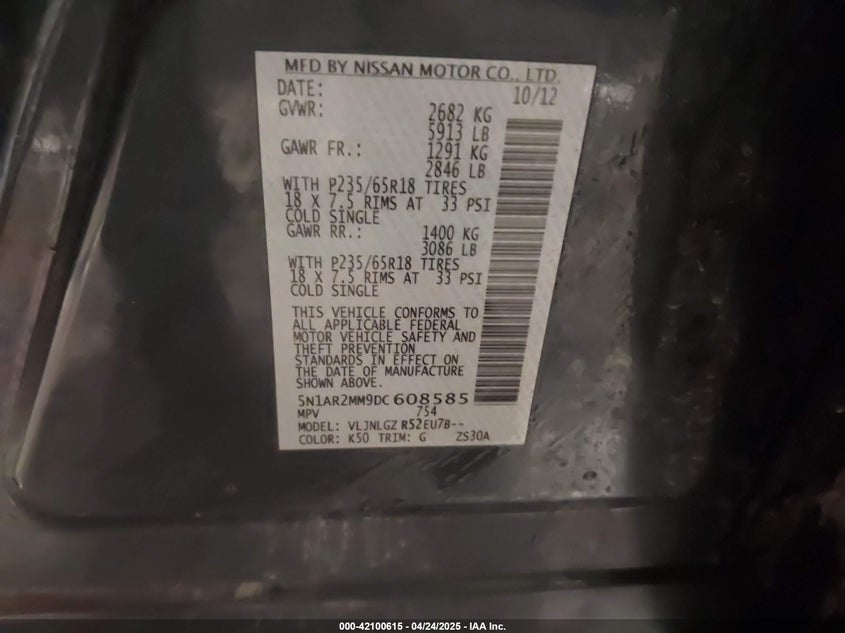 MFD BY NISSAN MOTOR CO., LTD.
DATE: 10/12
GVWR: 2682 KG
5913 LB
GAWR FR.: 1291 KG
2846 LB
WITH P235/65R18 TIRES
18 X 7.5 RIMS AT 33 PSI
COLD SINGLE
GAWR RR.: 1400 KG
3086 LB
WITH P235/65R18 TIRES
18 X 7.5 RIMS AT 33 PSI
COLD SINGLE
THIS VEHICLE CONFORMS TO
ALL APPLICABLE FEDERAL
MOTOR VEHICLE SAFETY AND
THEFT PREVENTION
STANDARDS IN EFFECT ON
THE DATE OF MANUFACTURE
SHOWN ABOVE.
5N1AR2MM9DC 608585
MPV 754
MODEL: VLJNLGZ R52EU7B--
COLOR: K50 TRIM: G ZS30A
000-42100615 - 04/24/2025 - IAA Inc.